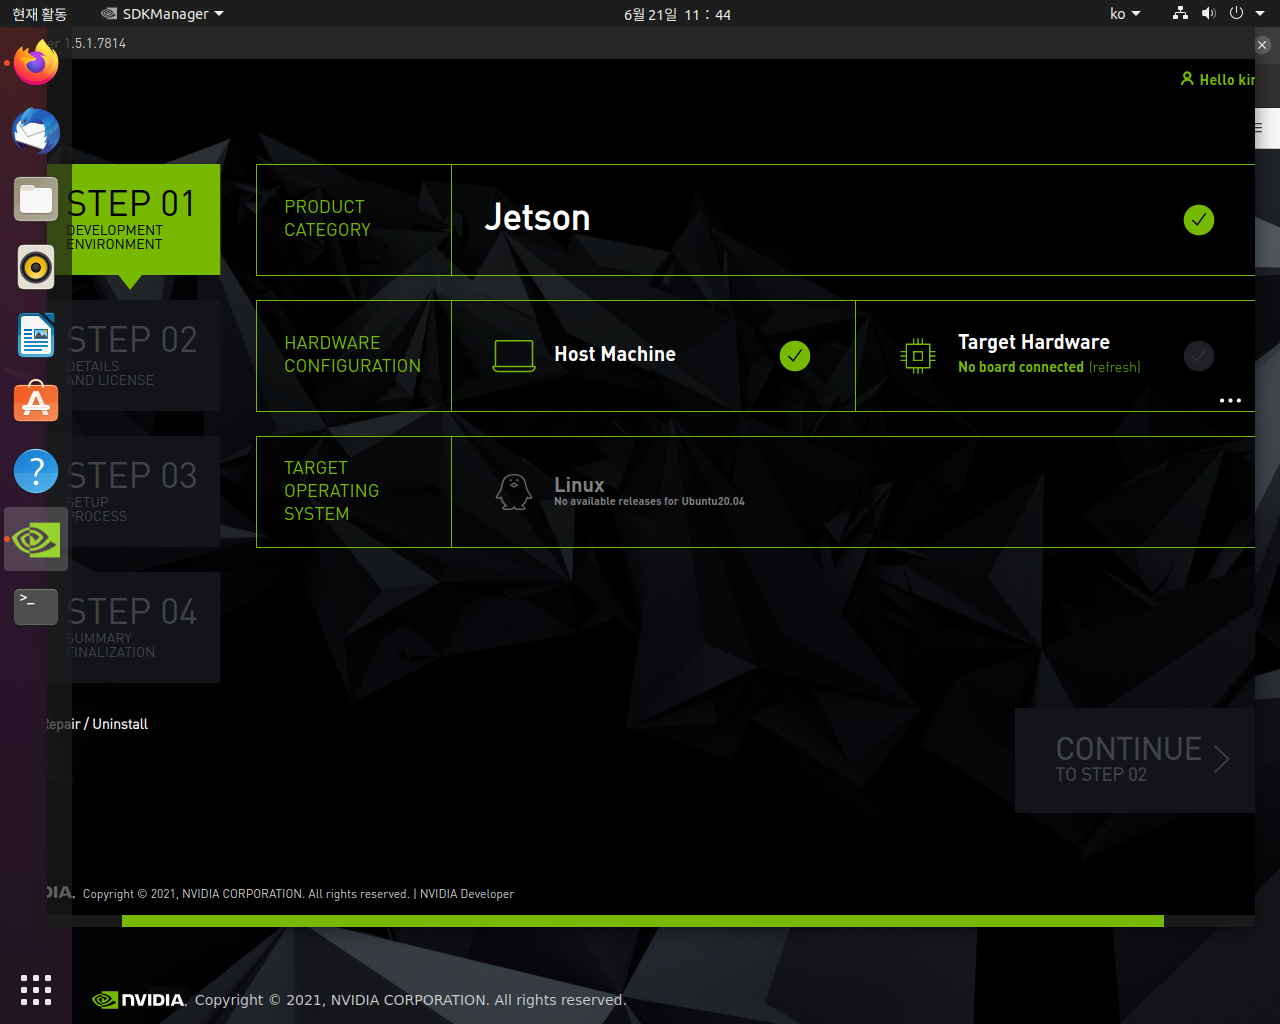 현재 활동
SDKManager
6월 21일 11 : 44
ko
er 1.5.1.7814
Hello kir
STEP 01
DEVELOPMENT
ENVIRONMENT
PRODUCT
CATEGORY
Jetson
STEP 02
DETAILS
AND LICENSE
HARDWARE
CONFIGURATION
Host Machine
Target Hardware
No board connected (refresh)
STEP 03
SETUP
PROCESS
TARGET
OPERATING
SYSTEM
Linux
No available releases for Ubuntu20.04
STEP 04
SUMMARY
FINALIZATION
Repair / Uninstall
CONTINUE
TO STEP 02
DIA. Copyright © 2021, NVIDIA CORPORATION. All rights reserved. | NVIDIA Developer
NVIDIA. Copyright © 2021, NVIDIA CORPORATION. All rights reserved.